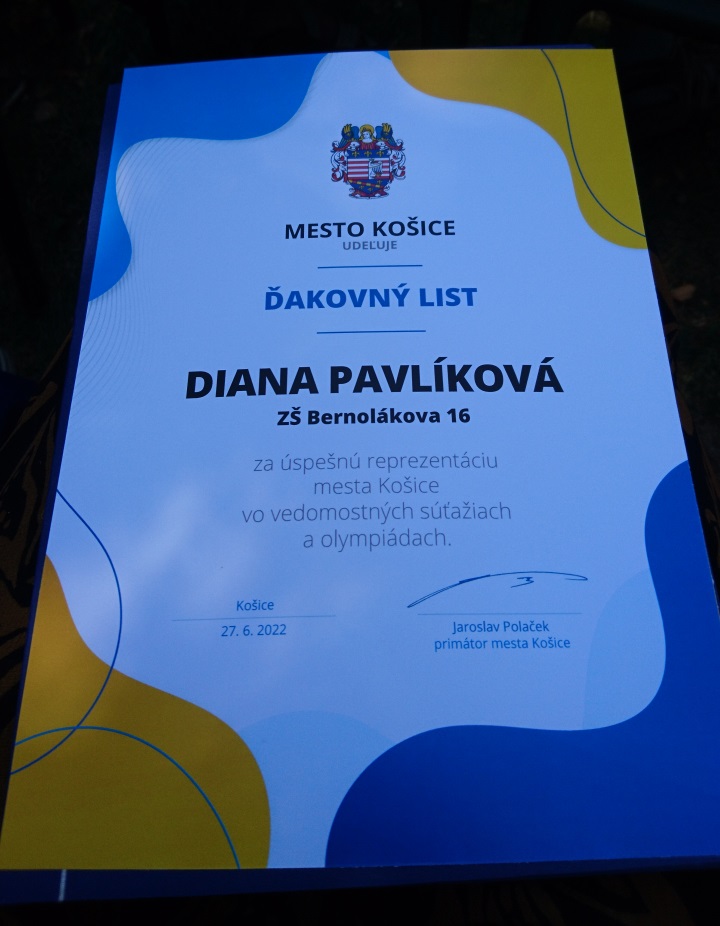 MESTO KOŠICE
UDEĽUJE
ĎAKOVNÝ LIST
DIANA PAVLÍKOVÁ
ZŠ Bernolákova 16
za úspešnú reprezentáciu
mesta Košice
vo vedomostných súťažiach
a olympiádach.
Košice
27. 6. 2022
Jaroslav Polaček
primátor mesta Košice